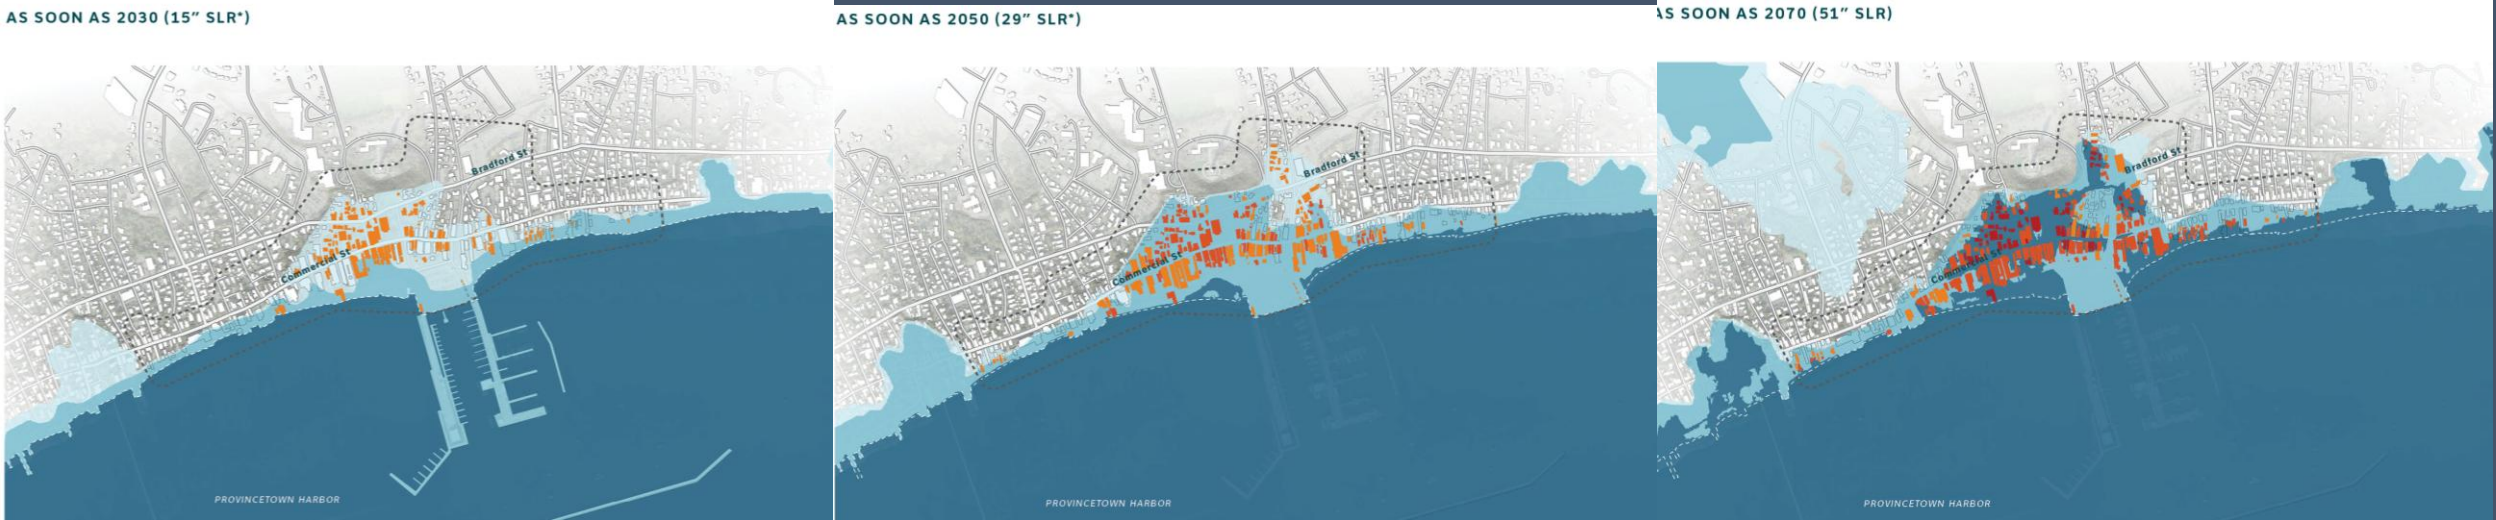 AS SOON AS 2030 (15” SLR*)
Bradford St
Commercial St
PROVINCETOWN HARBOR
AS SOON AS 2050 (29” SLR*)
Bradford St
Commercial St
PROVINCETOWN HARBOR
AS SOON AS 2070 (51” SLR)
Bradford St
Commercial St
PROVINCETOWN HARBOR